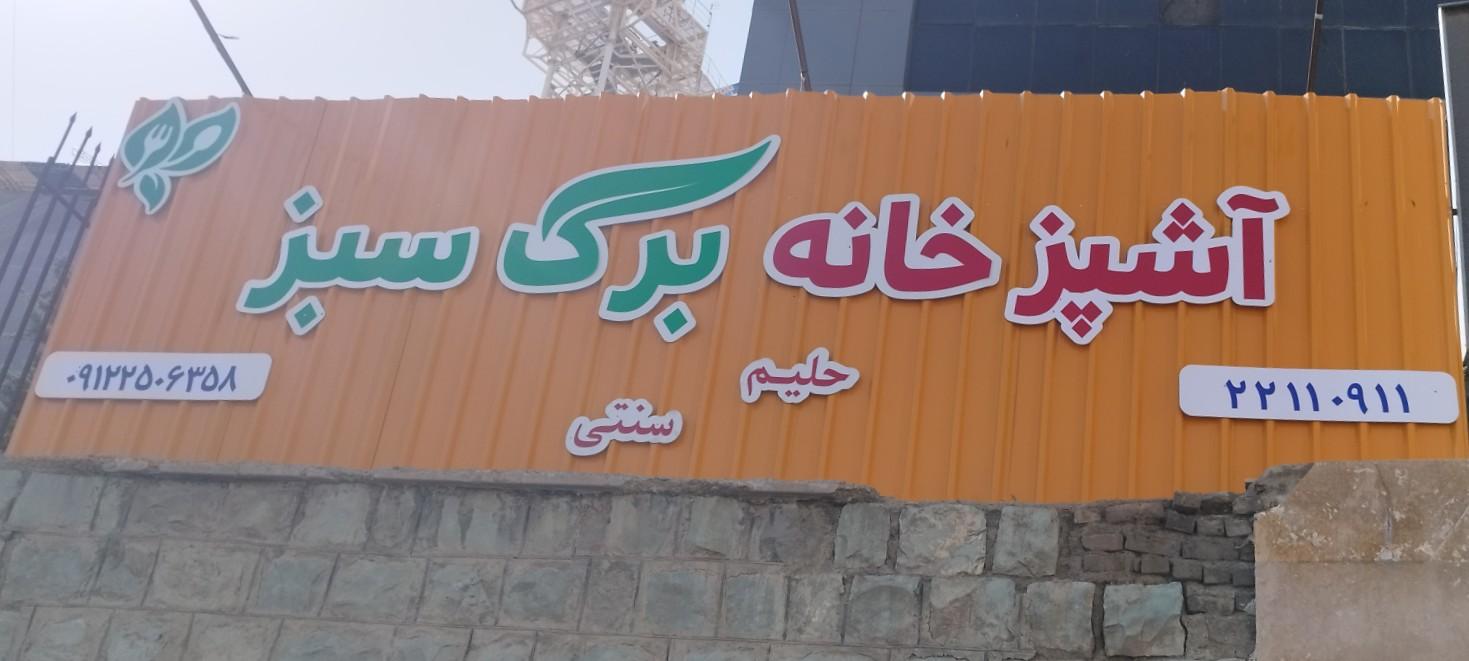 آشپزخانه برگ سبز
حلیم
سنتی
۲۲۱۱۰۹۱۱
۰۹۱۲۲۵۰۶۳۵۸